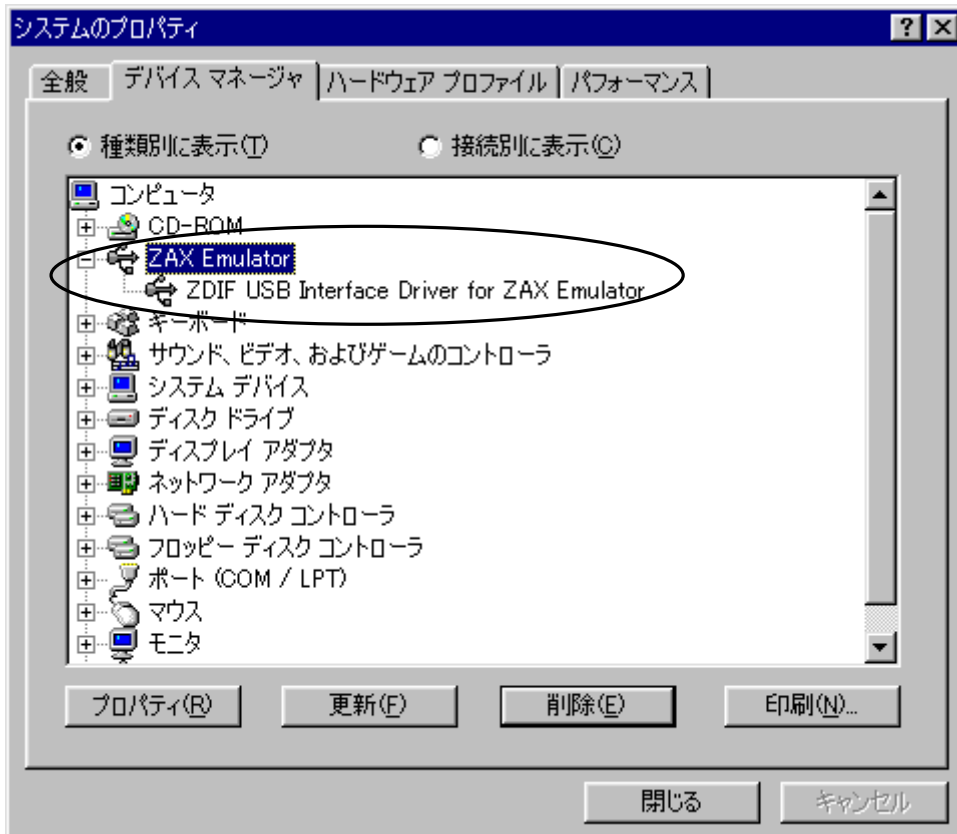 システムのプロパティ
全般 デバイス マネージャ ハードウェア プロファイル パフォーマンス
種類別に表示(T) 接続別に表示(C)
コンピュータ
CD-ROM
ZAX Emulator
ZDIF USB Interface Driver for ZAX Emulator
キーボード
サウンド、ビデオ、およびゲームのコントローラ
システム デバイス
ディスク ドライブ
ディスプレイ アダプタ
ネットワーク アダプタ
ハード ディスク コントローラ
フロッピー ディスク コントローラ
ポート (COM / LPT)
マウス
モニタ
プロパティ(R) 更新(F) 削除(E) 印刷(N)...
閉じる キャンセル